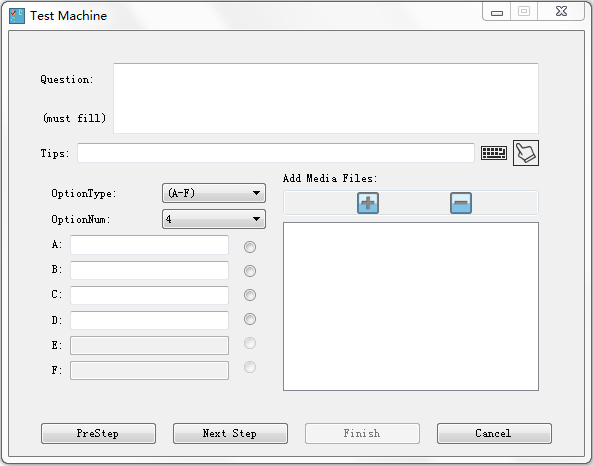 Test Machine
Question:
(must fill)
Tips:
Add Media Files:
OptionType: (A-F)
OptionNum: 4
A:
B:
C:
D:
E:
F:
PreStep Next Step Finish Cancel